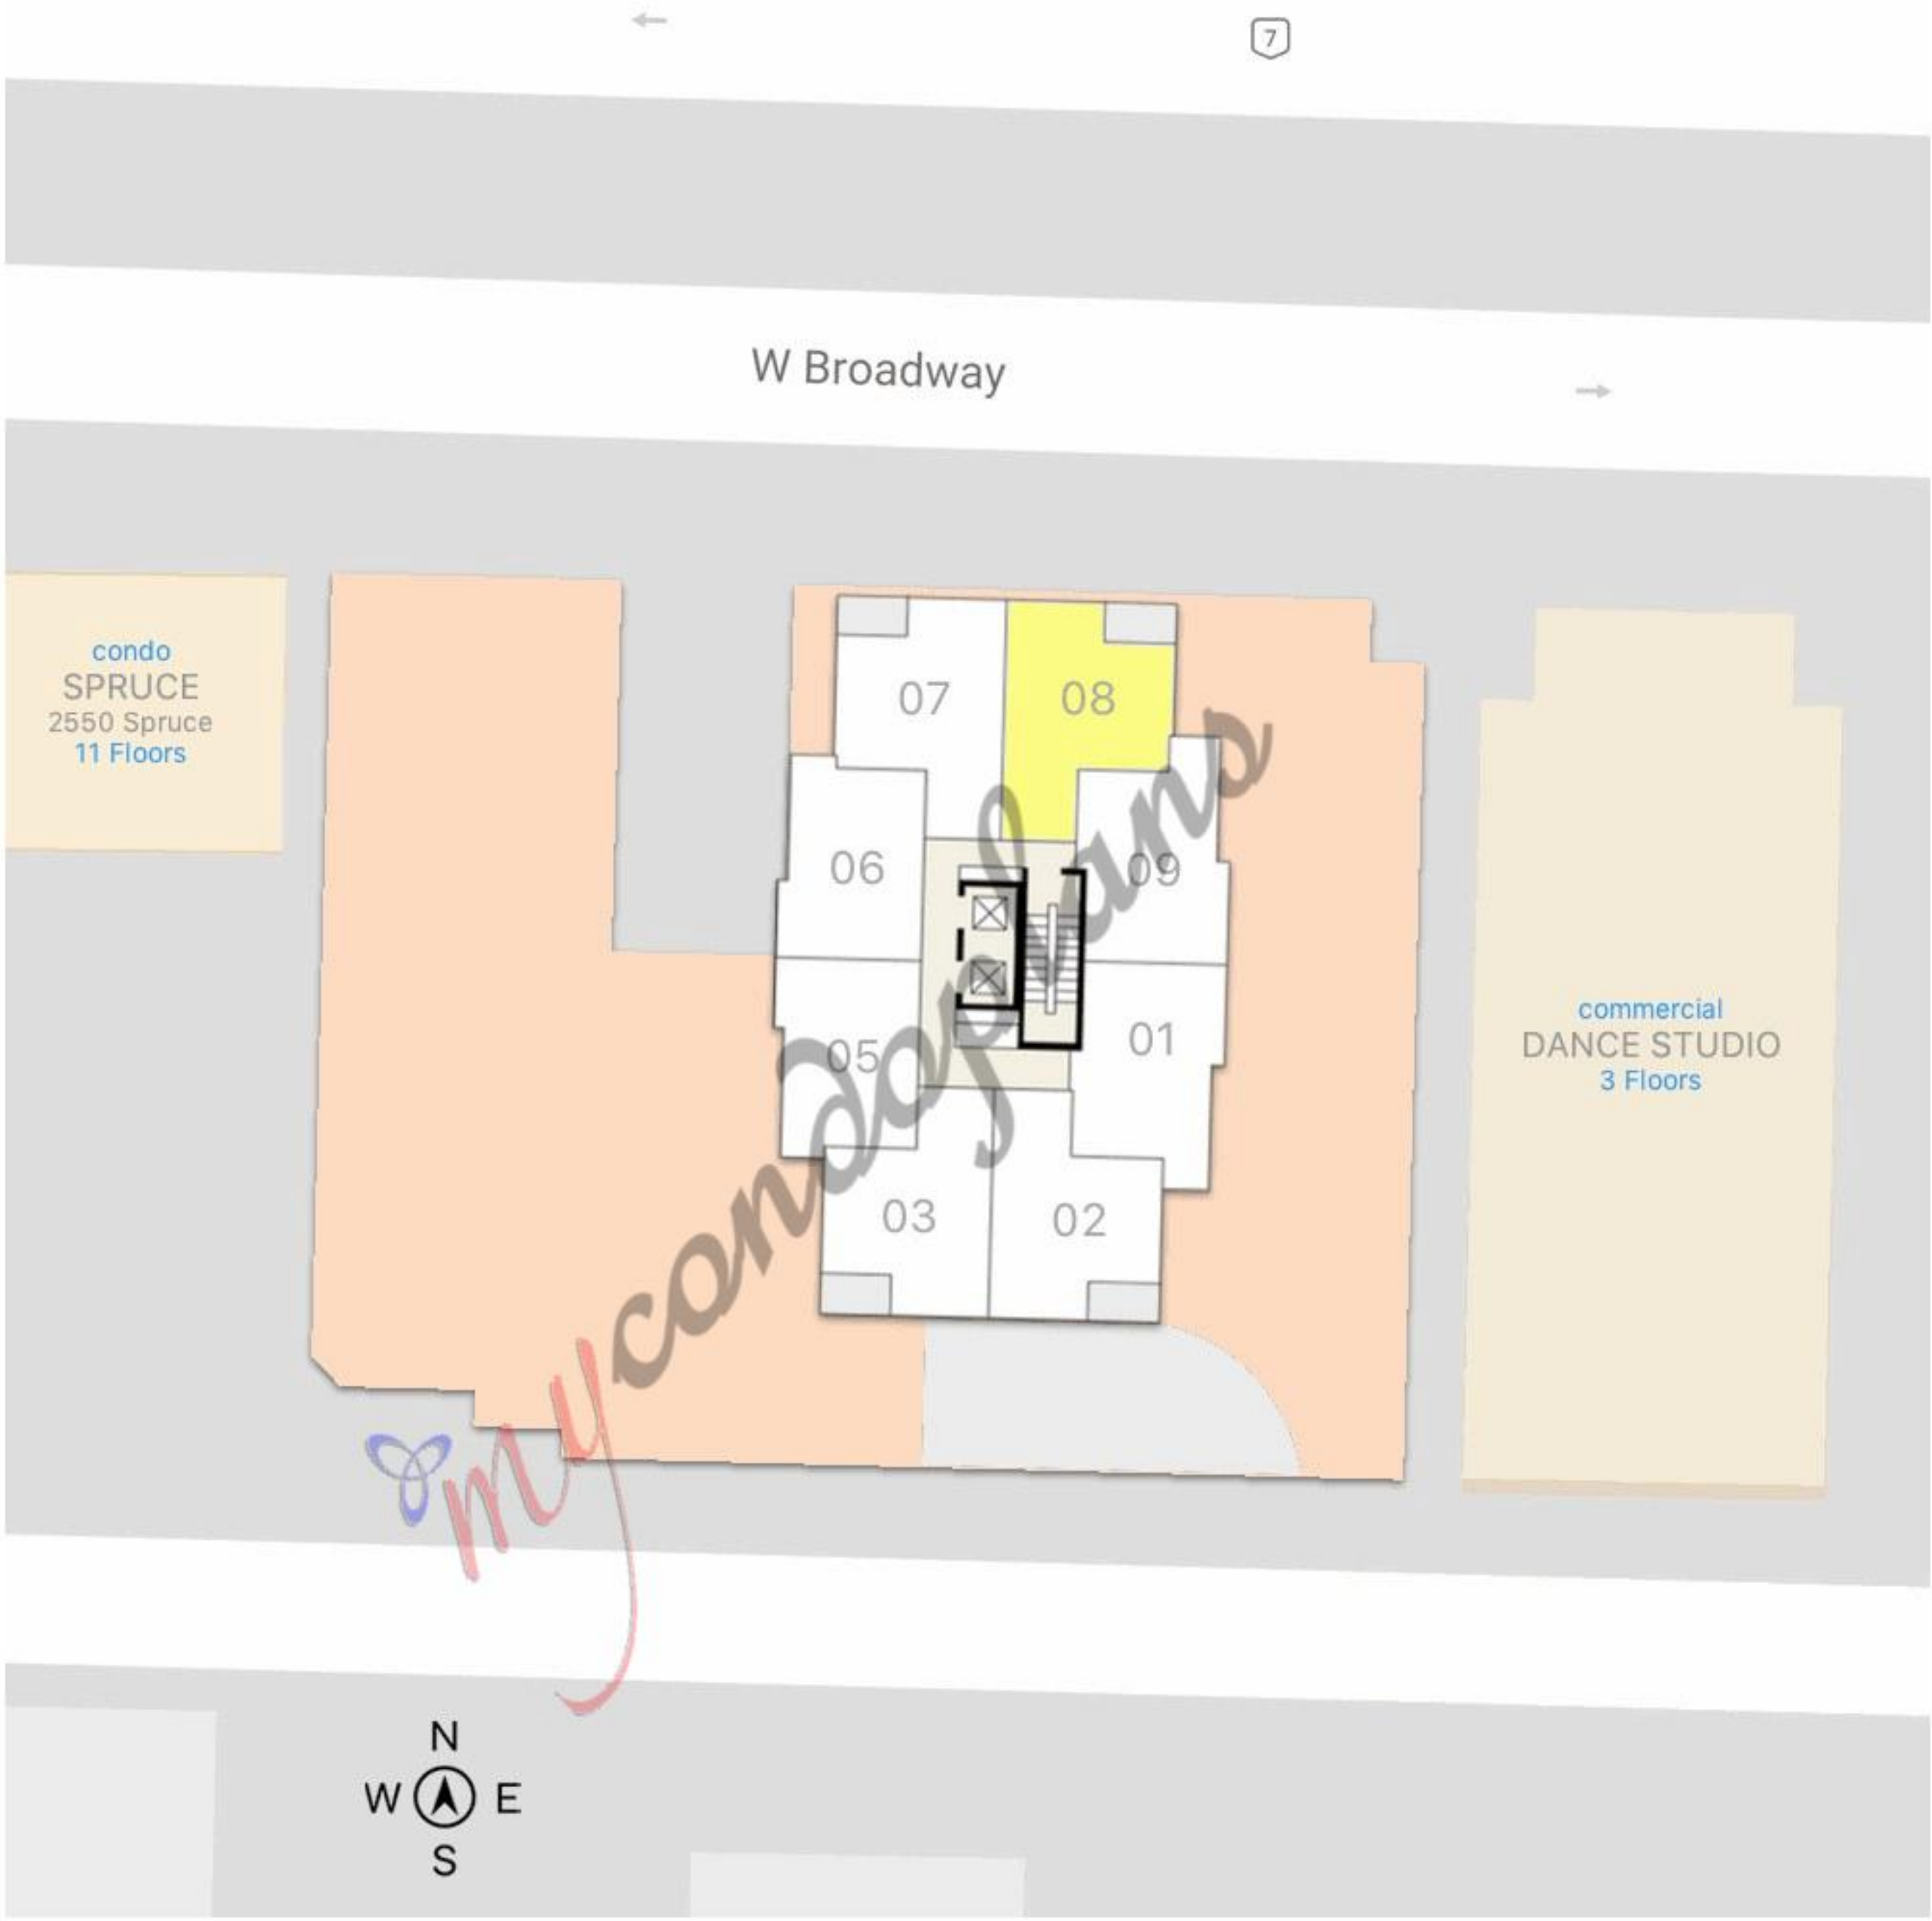 7
W Broadway
condo
SPRUCE
2550 Spruce
11 Floors
07
08
06
09
05
01
03
02
commercial
DANCE STUDIO
3 Floors
mycondoplans
N
W E
S